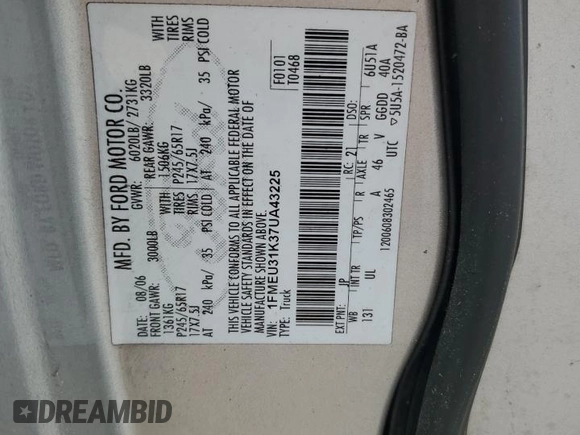 MFD. BY FORD MOTOR CO.
DATE: 08/06 GVWR: 6020LB/ 2731KG
FRONT GAWR: 3000LB REAR GAWR: 3320LB
1361KG WITH 1506KG WITH
P245/65R17 TIRES P245/65R17 TIRES
17X7.5J RIMS 17X7.5J RIMS
AT 240 kPa/ 35 PSI COLD AT 240 kPa/ 35 PSI COLD
THIS VEHICLE CONFORMS TO ALL APPLICABLE FEDERAL MOTOR
VEHICLE SAFETY STANDARDS IN EFFECT ON THE DATE OF
MANUFACTURE SHOWN ABOVE.
F0101
T0468
1FMEU31K37UA43225
TYPE: Truck
EXT PNT: JP RC: 21 DSO:
WB INT TR TP/PS R AXLE TR SPR 6U5TA
131 UL A 46 V GGDD 40A
1200608302465 UTC ▽5U5A-1520472-BA
DREAMBID